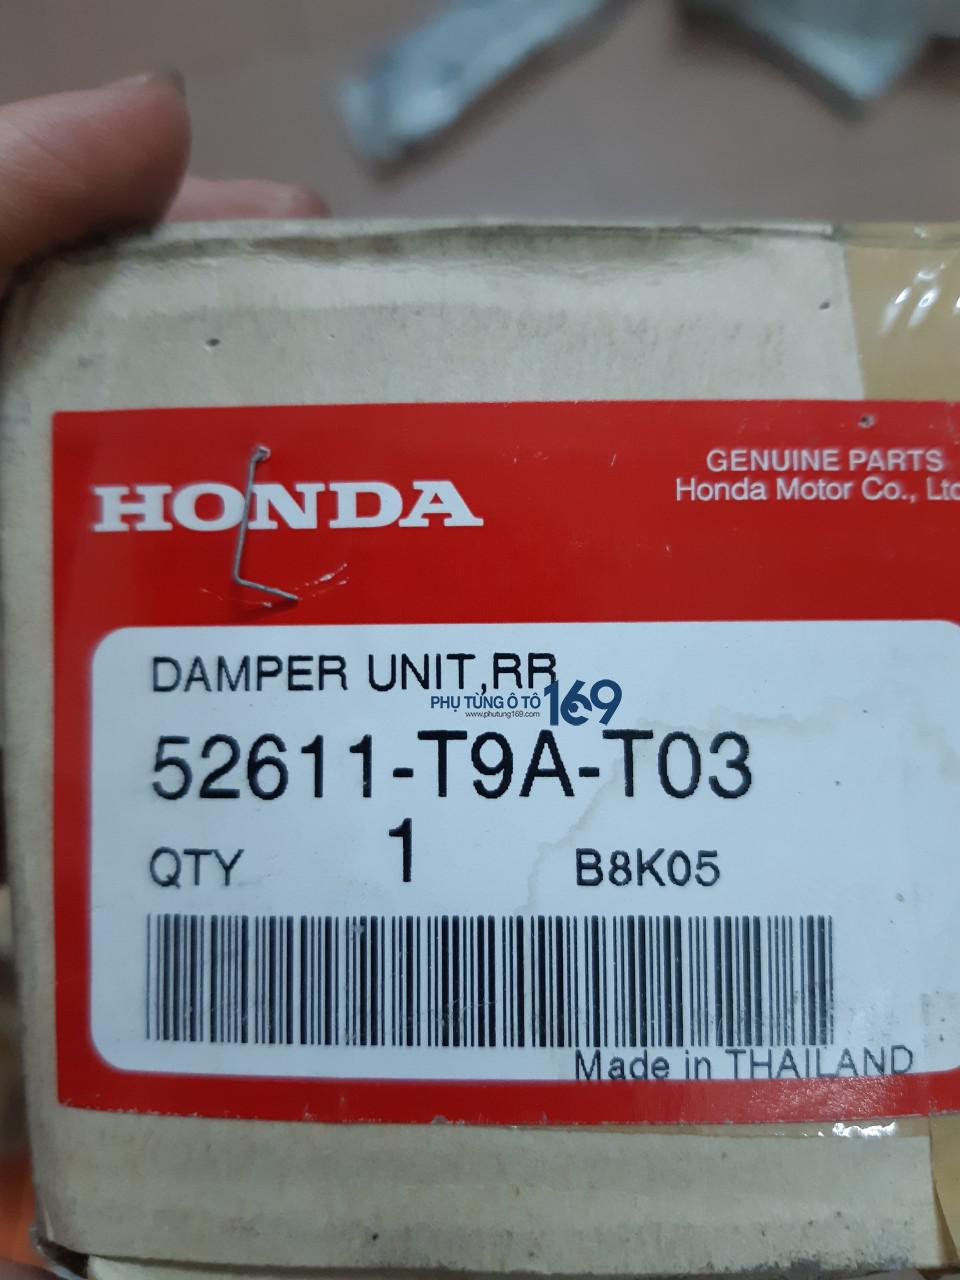 HONDA
GENUINE PARTS
Honda Motor Co., Ltd
DAMPER UNIT,RR
PHỤ TÙNG Ô TÔ 169
www.phutung169.com
52611-T9A-T03
QTY 1 B8K05
Made in THAILAND